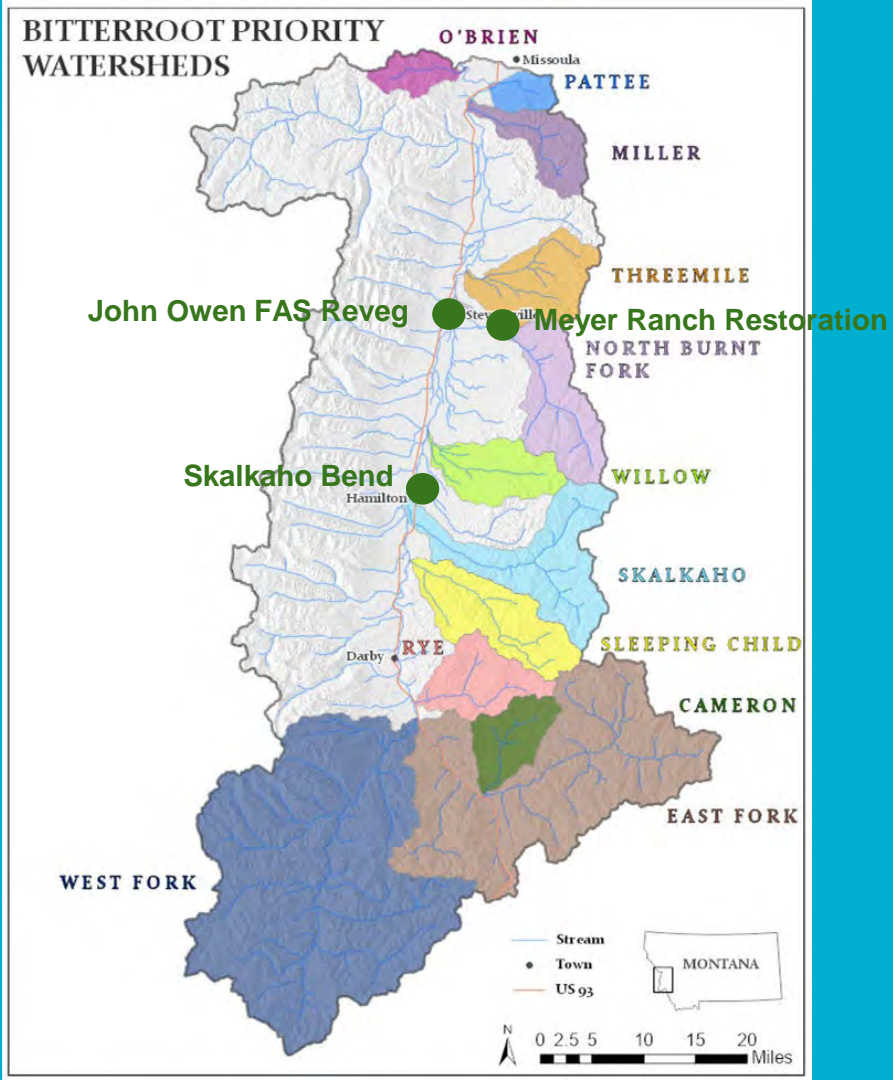 BITTERROOT PRIORITY
WATERSHEDS
O'BRIEN
Missoula
PATTEE
MILLER
THREEMILE
John Owen FAS Reveg
Meyer Ranch Restoration
NORTH BURNT
FORK
WILLOW
Skalkaho Bend
Hamilton
SKALKAHO
SLEEPING CHILD
RYE
Darby
CAMERON
EAST FORK
WEST FORK
Stream
Town
US 93
MONTANA
N
0 2.5 5 10 15 20
Miles